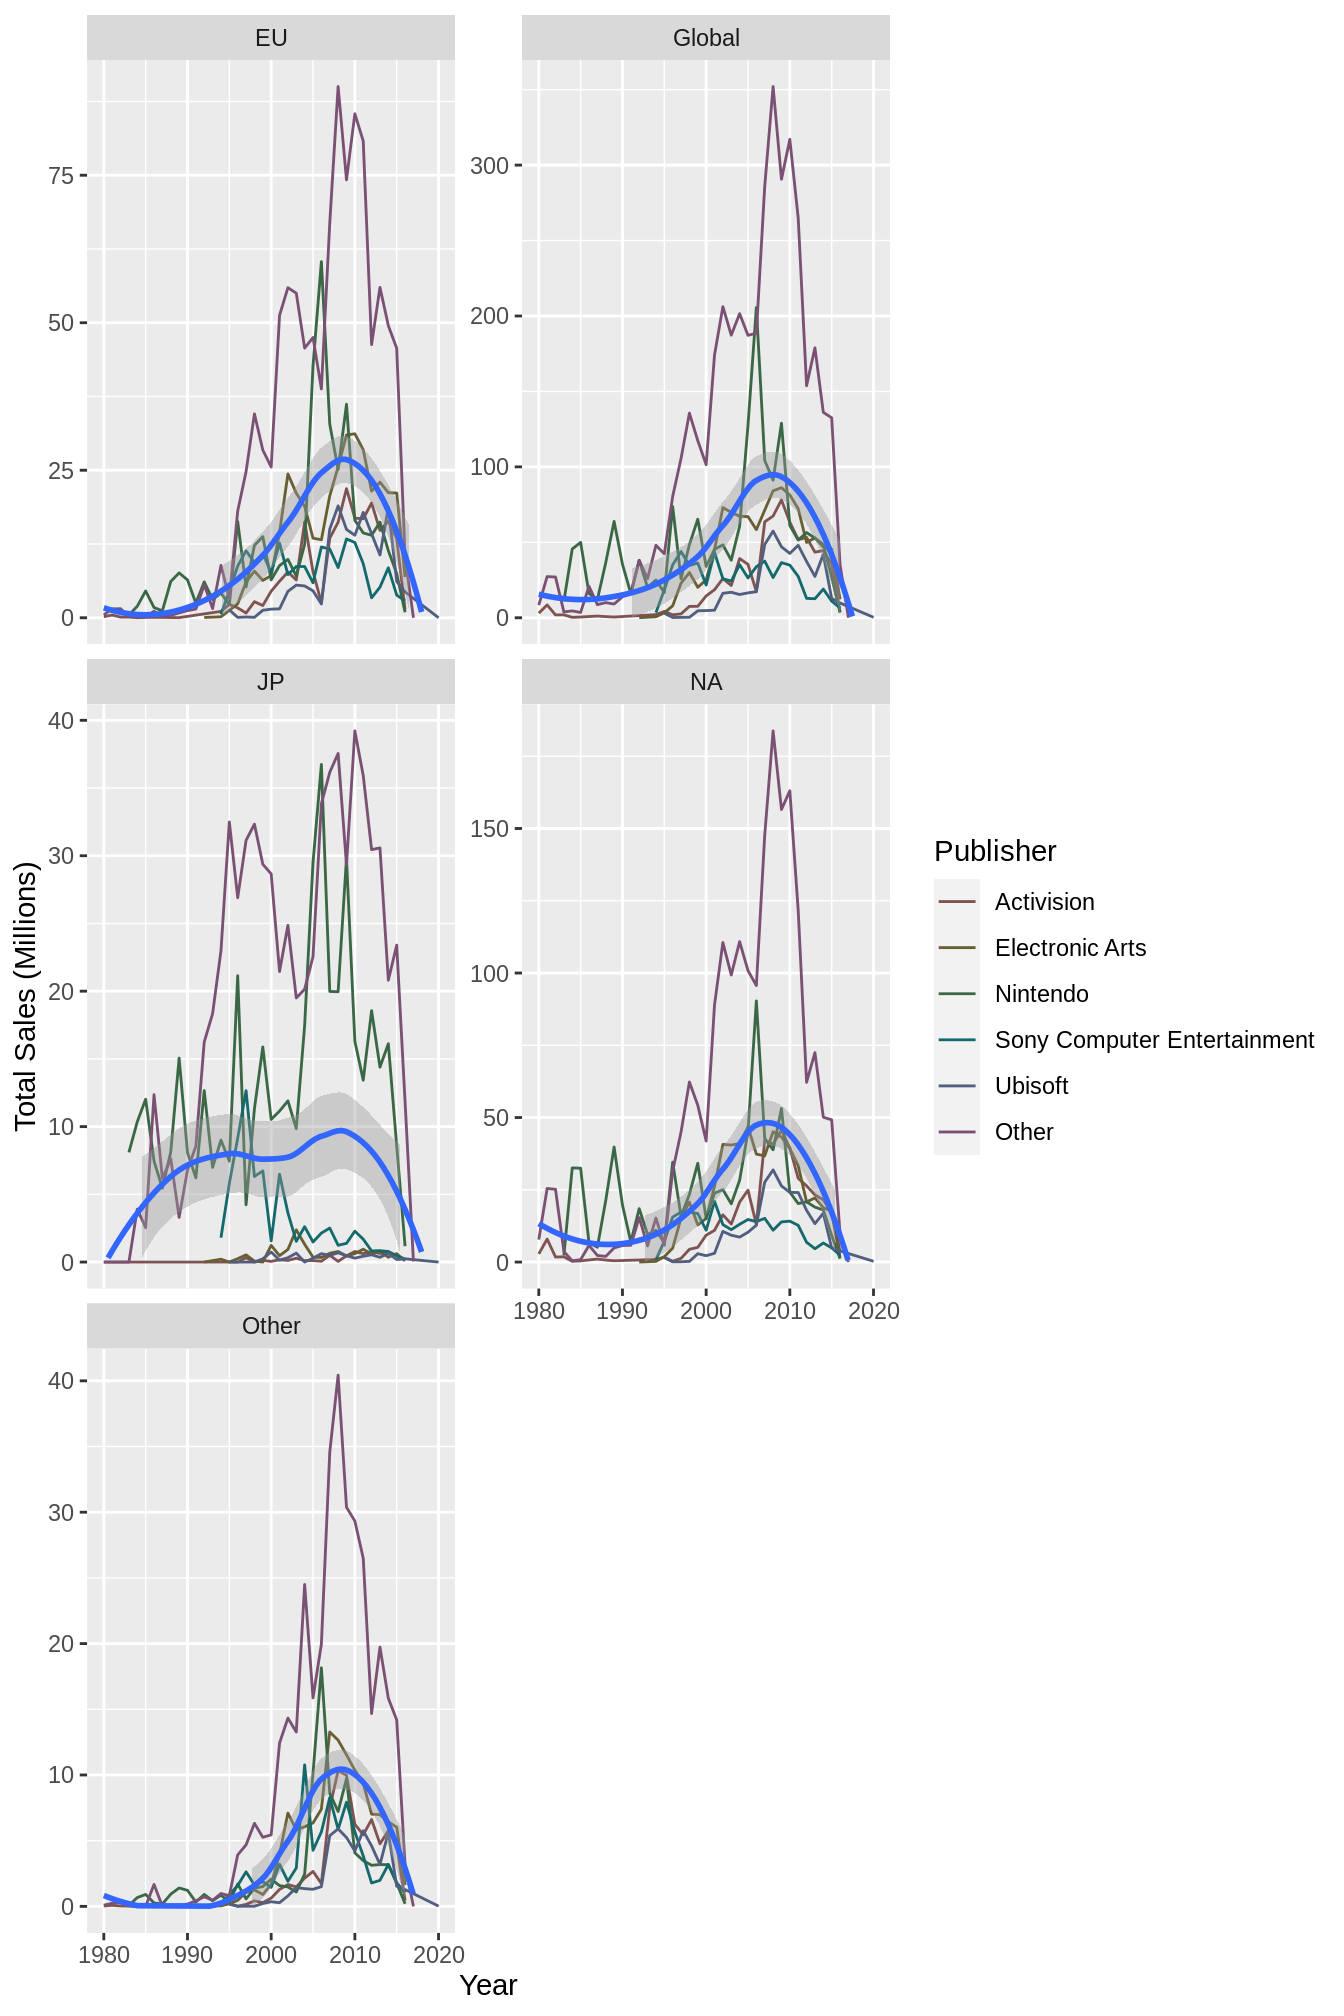 EU
Global
75
50
25
0
300
200
100
0
JP
NA
40
30
20
10
0
150
100
50
0
1980 1990 2000 2010 2020
Other
40
30
20
10
0
1980 1990 2000 2010 2020
Year
Total Sales (Millions)
Publisher
Activision
Electronic Arts
Nintendo
Sony Computer Entertainment
Ubisoft
Other